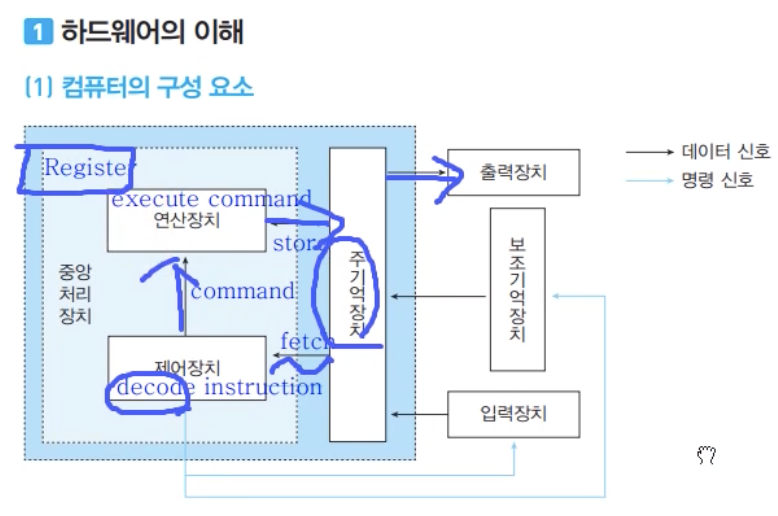 1 하드웨어의 이해
(1) 컴퓨터의 구성 요소
Register
execute command
연산장치
store
중앙
처리
장치
command
fetch
제어장치
decode instruction
주기억장치
출력장치
보조기억장치
입력장치
데이터 신호
명령 신호